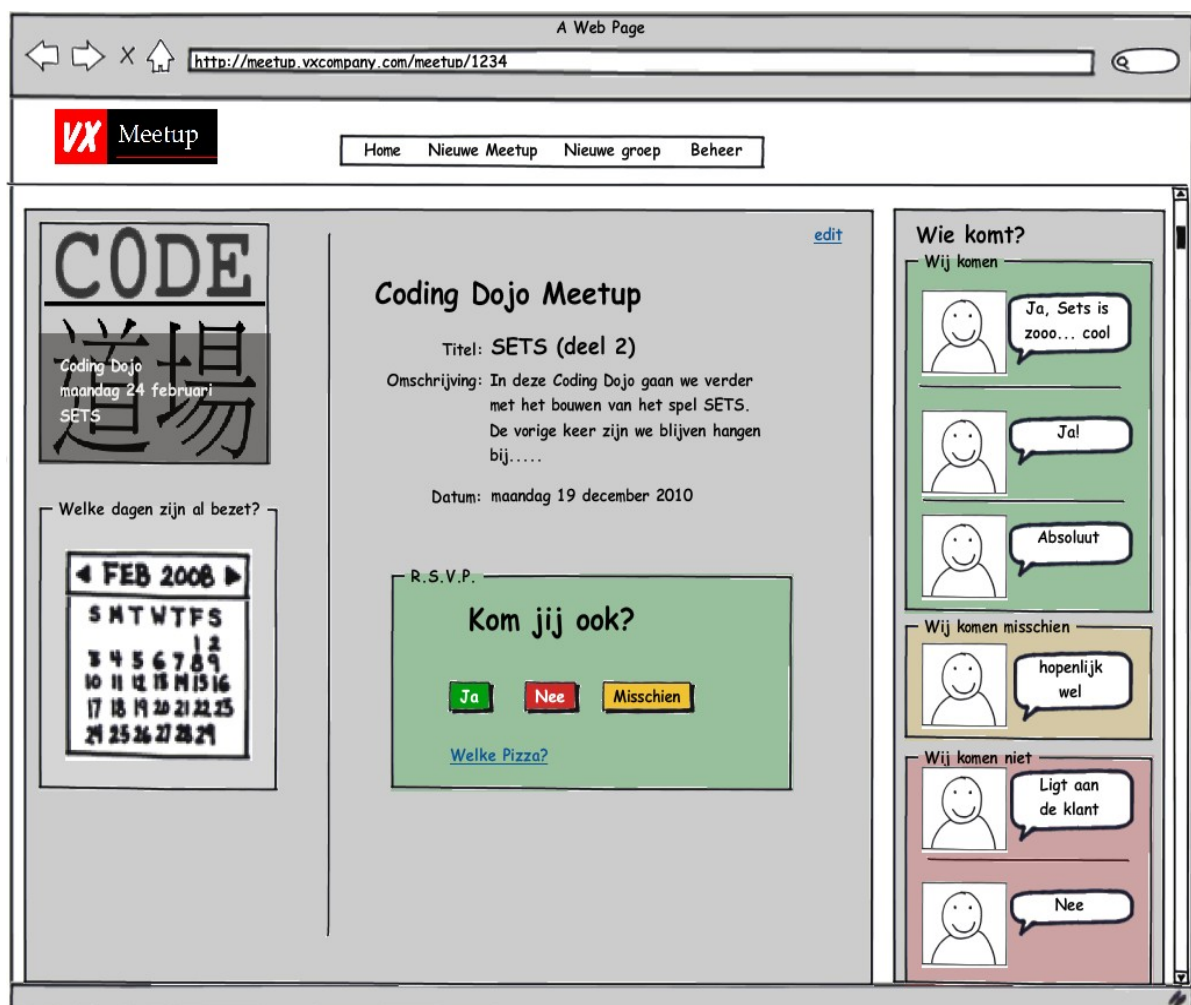 A Web Page
X
http://meetup.vxcompany.com/meetup/1234
VX Meetup
Home Nieuwe Meetup Nieuwe groep Beheer
CODE
道場
Coding Dojo
maandag 24 februari
SETS
Welke dagen zijn al bezet?
FEB 2008
S M T W T F S
1 2
3 4 5 6 7 8 9
10 11 12 13 14 15 16
17 18 19 20 21 22 23
24 25 26 27 28 29
edit
Coding Dojo Meetup
Titel: SETS (deel 2)
Omschrijving: In deze Coding Dojo gaan we verder
met het bouwen van het spel SETS.
De vorige keer zijn we blijven hangen
bij.....
Datum: maandag 19 december 2010
R.S.V.P.
Kom jij ook?
Ja Nee Misschien
Welke Pizza?
Wie komt?
Wij komen
Ja, Sets is
zooo... cool
Ja!
Absoluut
Wij komen misschien
hopenlijk
wel
Wij komen niet
Ligt aan
de klant
Nee